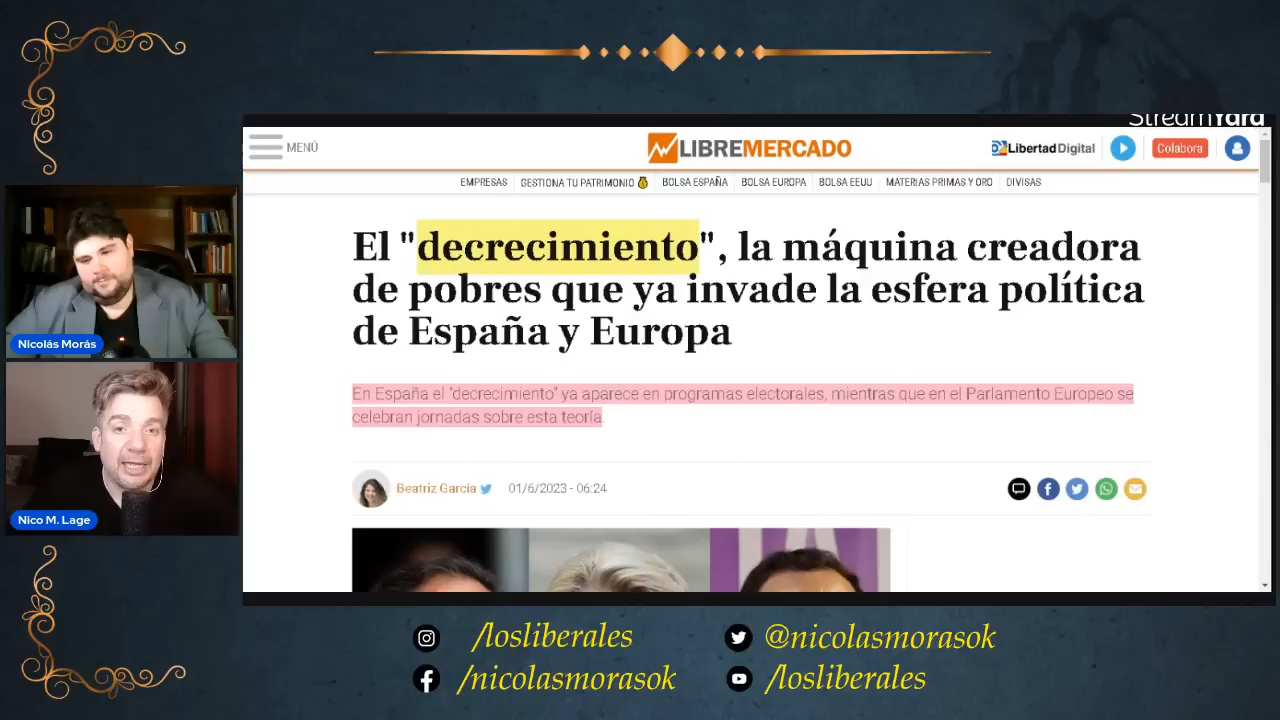 StreamYard
MENÚ
LIBREMERCADO
Libertad Digital
Colabora
EMPRESAS
GESTIONA TU PATRIMONIO
BOLSA ESPAÑA
BOLSA EUROPA
BOLSA EEUU
MATERIAS PRIMAS Y ORO
DIVISAS
El "decrecimiento", la máquina creadora
de pobres que ya invade la esfera política
de España y Europa
En España el "decrecimiento" ya aparece en programas electorales, mientras que en el Parlamento Europeo se
celebran jornadas sobre esta teoría.
Beatriz García
01/6/2023 - 06:24
Nicolás Morás
Nico M. Lage
/losliberales
@nicolasmorasok
/nicolasmorasok
/losliberales